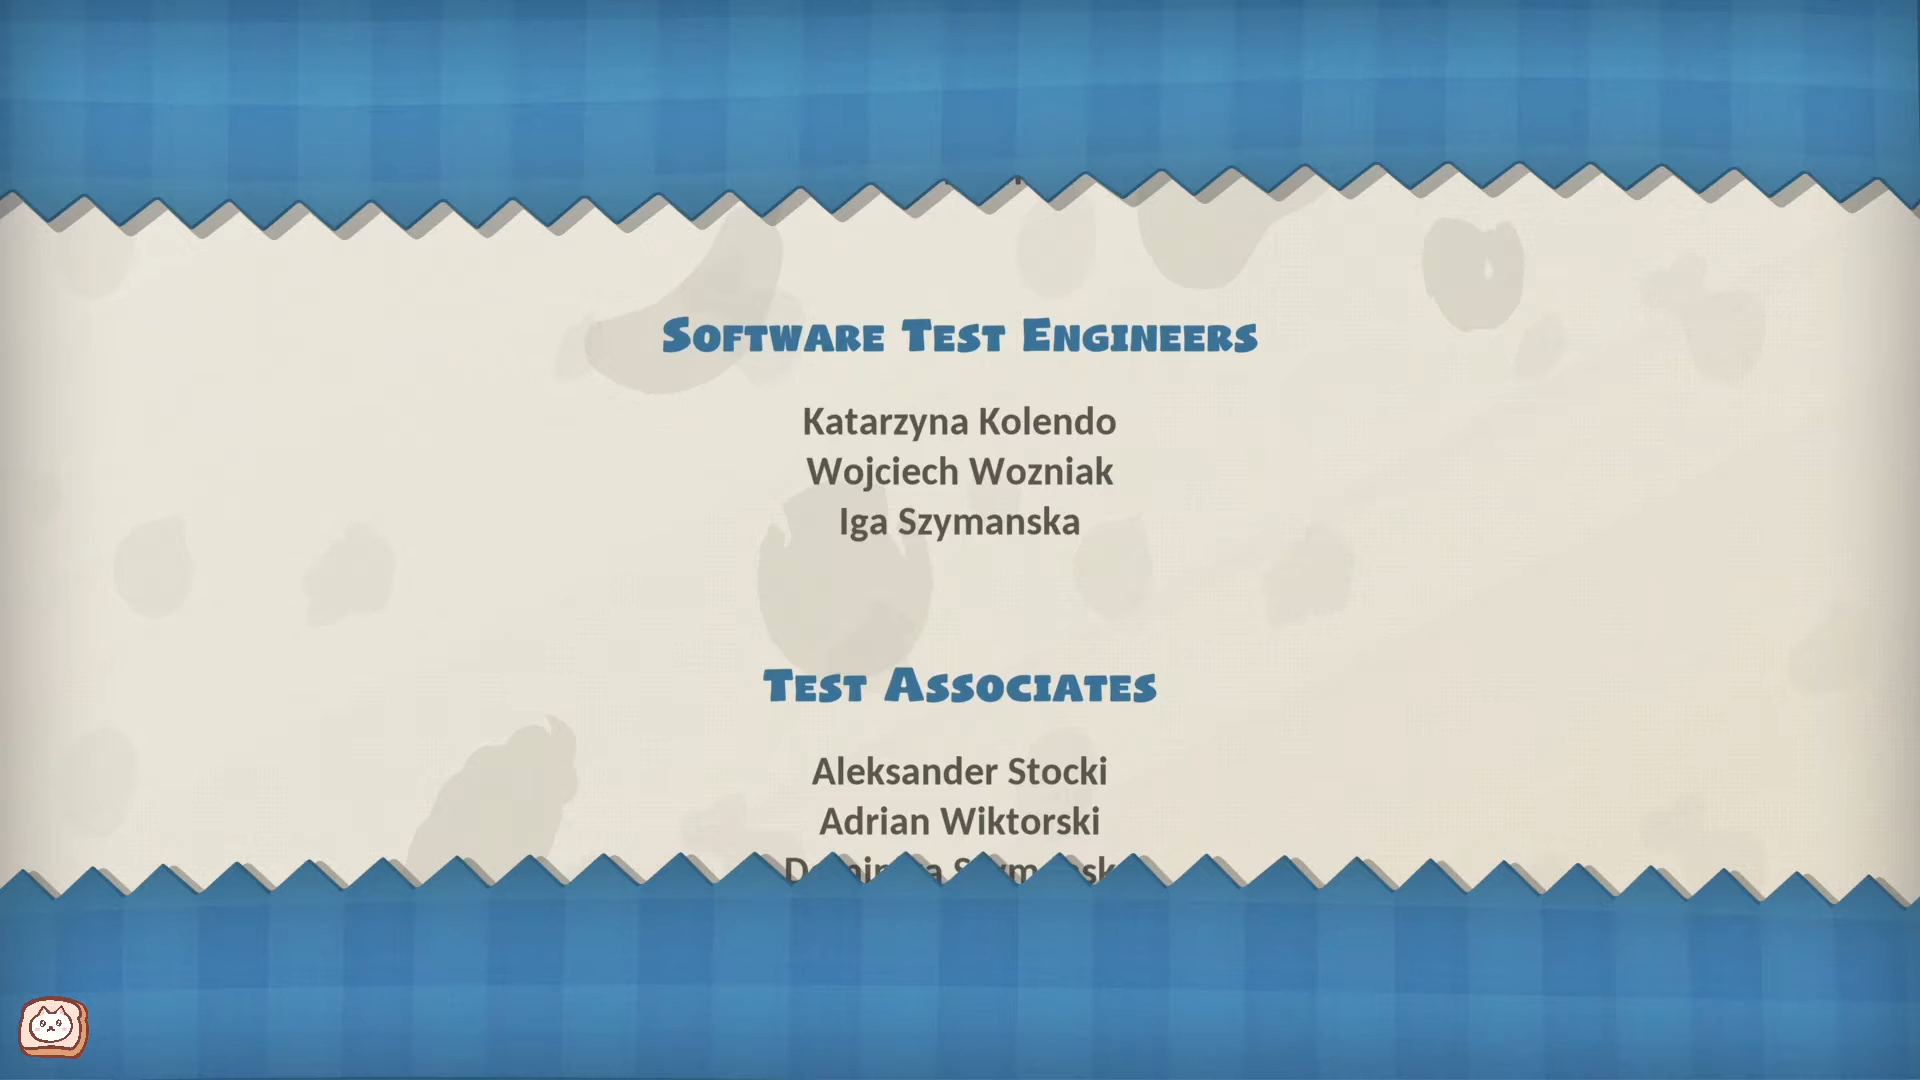 Software Test Engineers
Katarzyna Kolendo
Wojciech Wozniak
Iga Szymanska
Test Associates
Aleksander Stocki
Adrian Wiktorski